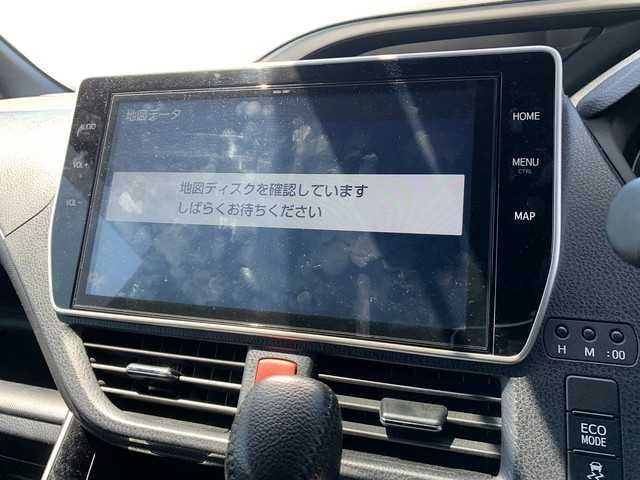 地図データ
AUDIO
HOME
VOL+
MENU
CTRL
地図ディスクを確認しています
しばらくお待ちください
VOL-
MAP
H M :00
ECO
MODE